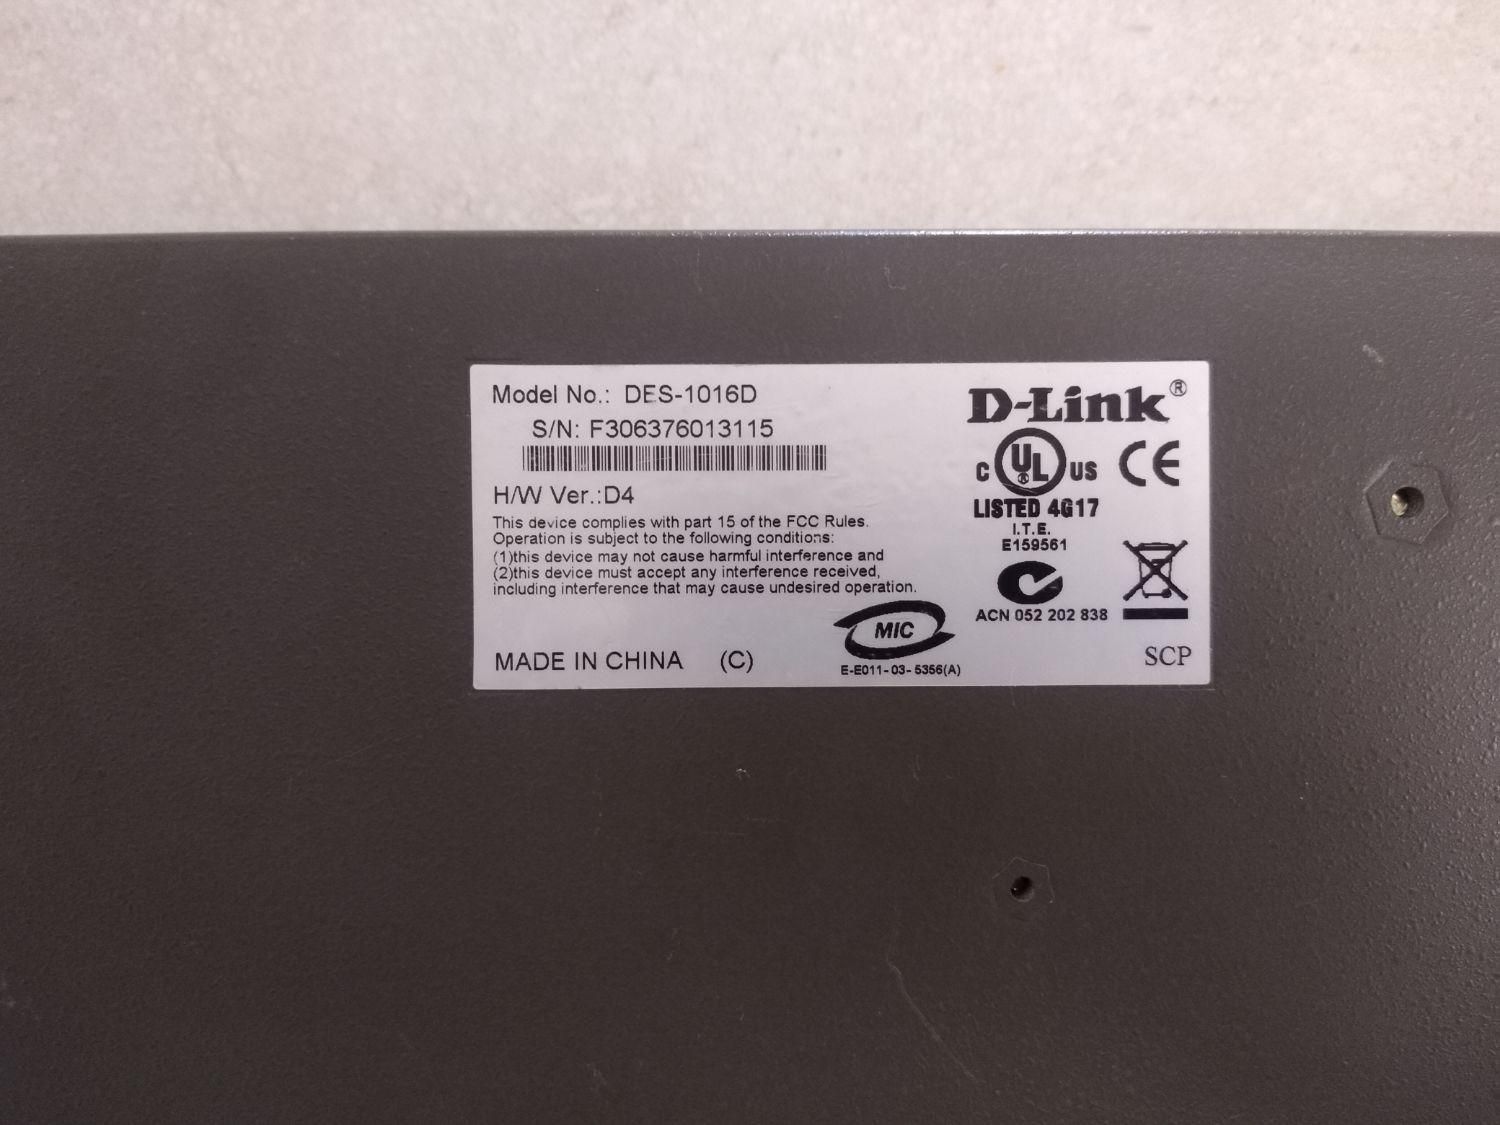 Model No.: DES-1016D
S/N: F306376013115
H/W Ver.:D4
This device complies with part 15 of the FCC Rules.
Operation is subject to the following conditions:
(1)this device may not cause harmful interference and
(2)this device must accept any interference received,
including interference that may cause undesired operation.
MADE IN CHINA (C)
D-Link®
C UL® US CE
LISTED 4G17
I.T.E.
E159561
ACN 052 202 838
MIC
E-E011-03-5356(A)
SCP